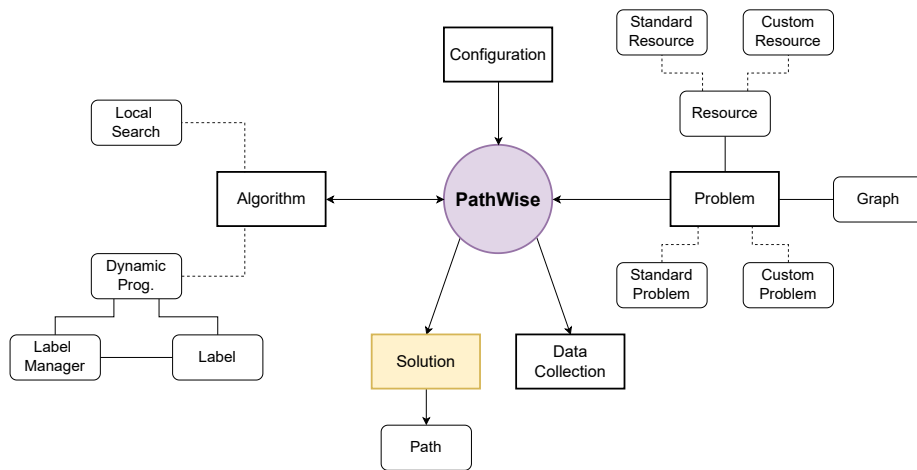 Standard
Resource
Custom
Resource
Configuration
Resource
Local
Search
Algorithm
PathWise
Problem
Graph
Dynamic
Prog.
Standard
Problem
Custom
Problem
Label
Manager
Label
Solution
Data
Collection
Path